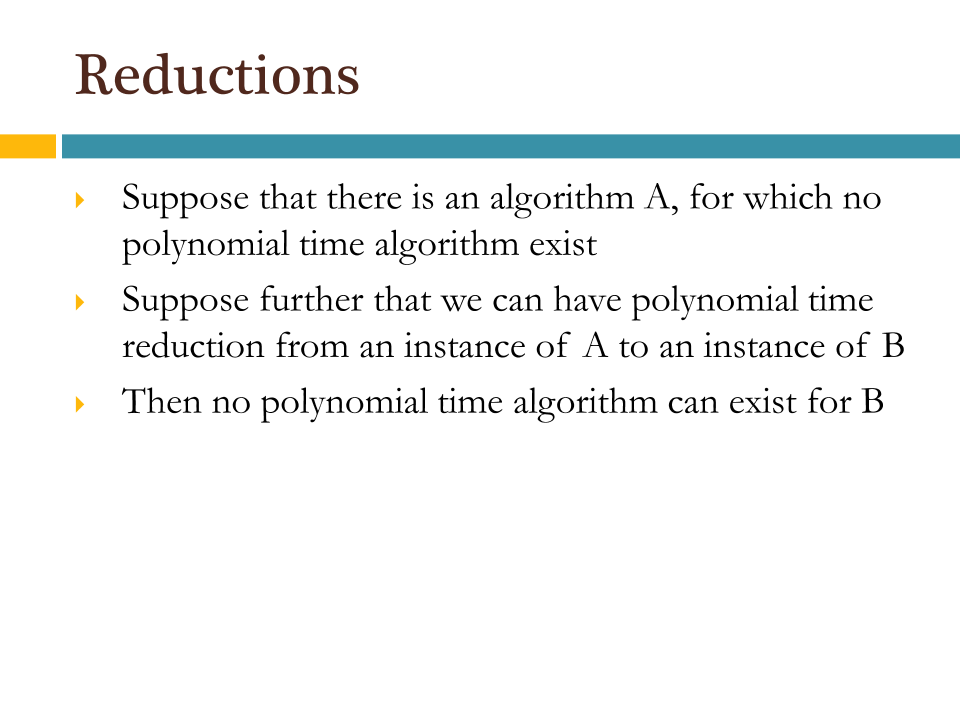 Reductions
Suppose that there is an algorithm A, for which no
polynomial time algorithm exist
Suppose further that we can have polynomial time
reduction from an instance of A to an instance of B
Then no polynomial time algorithm can exist for B